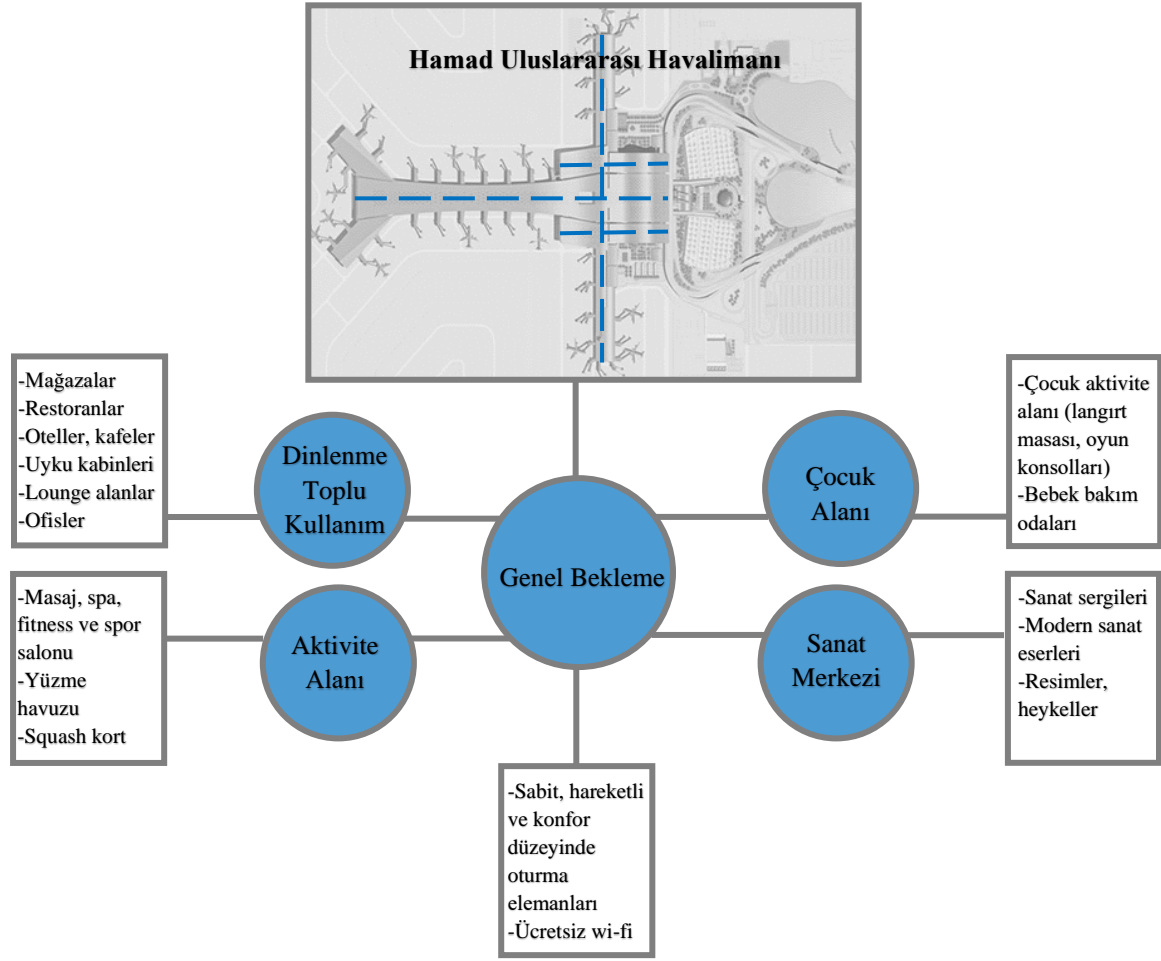 Hamad Uluslararası Havalimanı
-Mağazalar
-Restoranlar
-Oteller, kafeler
-Uyku kabinleri
-Lounge alanlar
-Ofisler
Dinlenme
Toplu
Kullanım
Çocuk
Alanı
-Çocuk aktivite
alanı (langırt
masası, oyun
konsolları)
-Bebek bakım
odaları
Genel Bekleme
-Masaj, spa,
fitness ve spor
salonu
-Yüzme
havuzu
-Squash kort
Aktivite
Alanı
Sanat
Merkezi
-Sanat sergileri
-Modern sanat
eserleri
-Resimler,
heykeller
-Sabit, hareketli
ve konfor
düzeyinde
oturma
elemanları
-Ücretsiz wi-fi